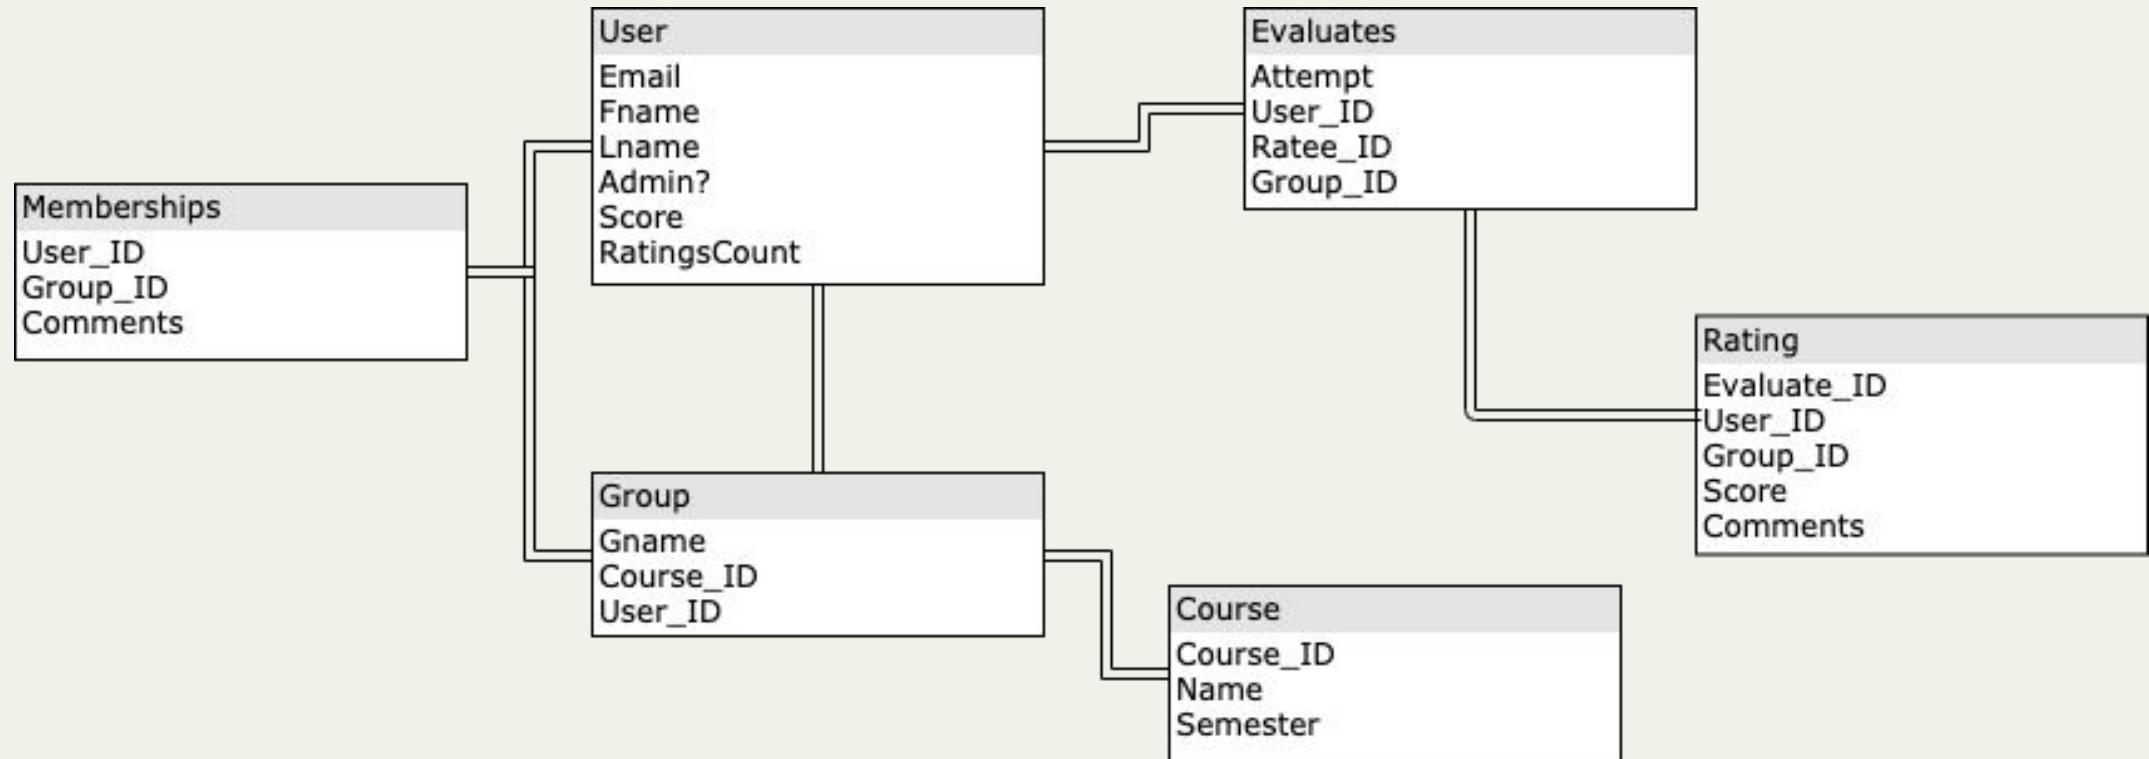 User
Email
Fname
Lname
Admin?
Score
RatingsCount
Evaluates
Attempt
User_ID
Ratee_ID
Group_ID
Memberships
User_ID
Group_ID
Comments
Rating
Evaluate_ID
User_ID
Group_ID
Score
Comments
Group
Gname
Course_ID
User_ID
Course
Course_ID
Name
Semester